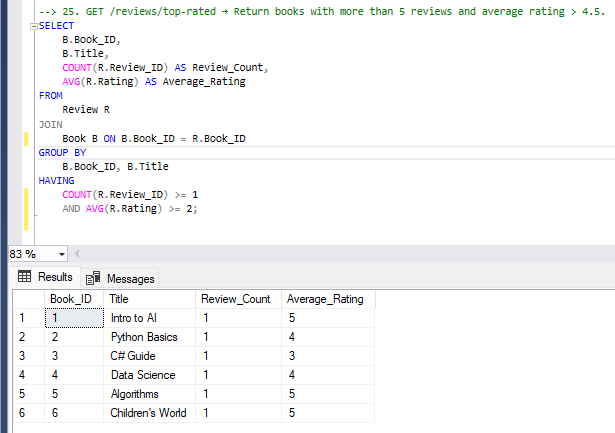 --> 25. GET /reviews/top-rated → Return books with more than 5 reviews and average rating > 4.5.
SELECT
B.Book_ID,
B.Title,
COUNT(R.Review_ID) AS Review_Count,
AVG(R.Rating) AS Average_Rating
FROM
Review R
JOIN
Book B ON B.Book_ID = R.Book_ID
GROUP BY
B.Book_ID, B.Title
HAVING
COUNT(R.Review_ID) >= 1
AND AVG(R.Rating) >= 2;
83 %
Results Messages
Book_ID Title Review_Count Average_Rating
1 1 Intro to AI 1 5
2 2 Python Basics 1 4
3 3 C# Guide 1 3
4 4 Data Science 1 4
5 5 Algorithms 1 5
6 6 Children's World 1 5